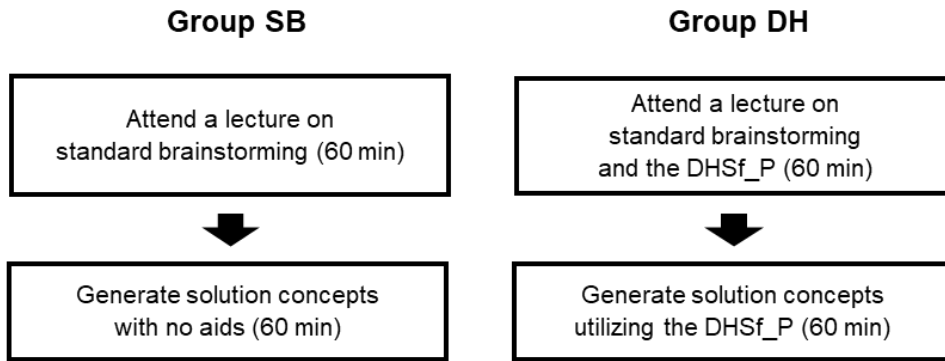 Group SB
Attend a lecture on
standard brainstorming (60 min)
Generate solution concepts
with no aids (60 min)
Group DH
Attend a lecture on
standard brainstorming
and the DHSf_P (60 min)
Generate solution concepts
utilizing the DHSf_P (60 min)